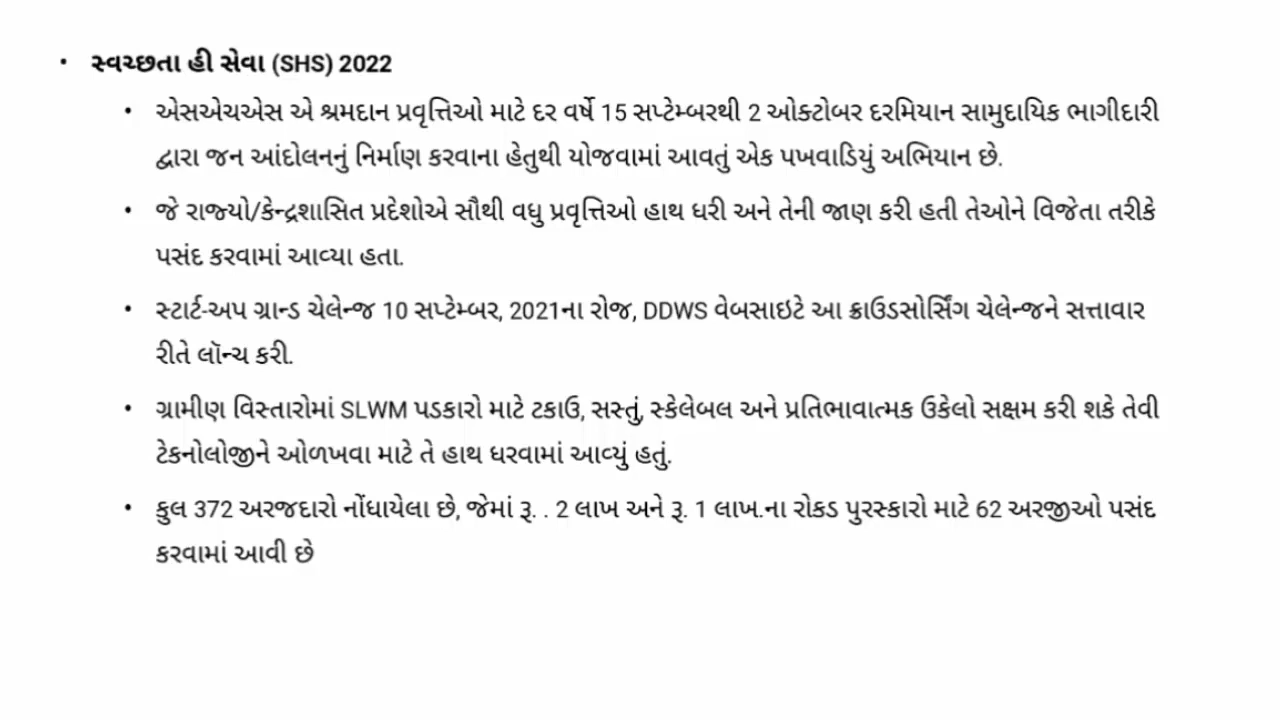 • સ્વચ્છતા હી સેવા (SHS) 2022
• એસએચએસ એ શ્રમદાન પ્રવૃત્તિઓ માટે દર વર્ષે 15 સપ્ટેમ્બરથી 2 ઓક્ટોબર દરમિયાન સામુદાયિક ભાગીદારી
દ્વારા જન આંદોલનનું નિર્માણ કરવાના હેતુથી યોજવામાં આવતું એક પખવાડિયું અભિયાન છે.
• જે રાજ્યો/કેન્દ્રશાસિત પ્રદેશોએ સૌથી વધુ પ્રવૃત્તિઓ હાથ ધરી અને તેની જાણ કરી હતી તેઓને વિજેતા તરીકે
પસંદ કરવામાં આવ્યા હતા.
• સ્ટાર્ટ-અપ ગ્રાન્ડ ચેલેન્જ 10 સપ્ટેમ્બર, 2021ના રોજ, DDWS વેબસાઇટે આ ક્રાઉડસોર્સિંગ ચેલેન્જને સત્તાવાર
રીતે લૉન્ચ કરી.
• ગ્રામીણ વિસ્તારોમાં SLWM પડકારો માટે ટકાઉ, સસ્તું, સ્કેલેબલ અને પ્રતિભાવાત્મક ઉકેલો સક્ષમ કરી શકે તેવી
ટેકનોલોજીને ઓળખવા માટે તે હાથ ધરવામાં આવ્યું હતું.
• કુલ 372 અરજદારો નોંધાયેલા છે, જેમાં રૂ. . 2 લાખ અને રૂ. 1 લાખ.ના રોકડ પુરસ્કારો માટે 62 અરજીઓ પસંદ
કરવામાં આવી છે